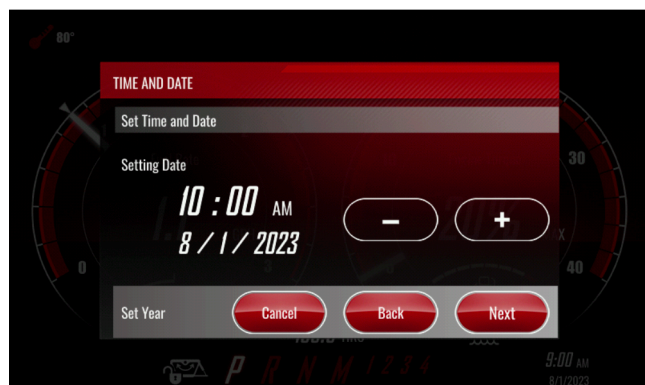 80°
TIME AND DATE
Set Time and Date
Setting Date
30
10 : 00 AM
− +
8 / 1 / 2023
0
40
Set Year Cancel Back Next
P R N M 1 2 3 4
9:00 AM
8/1/2023